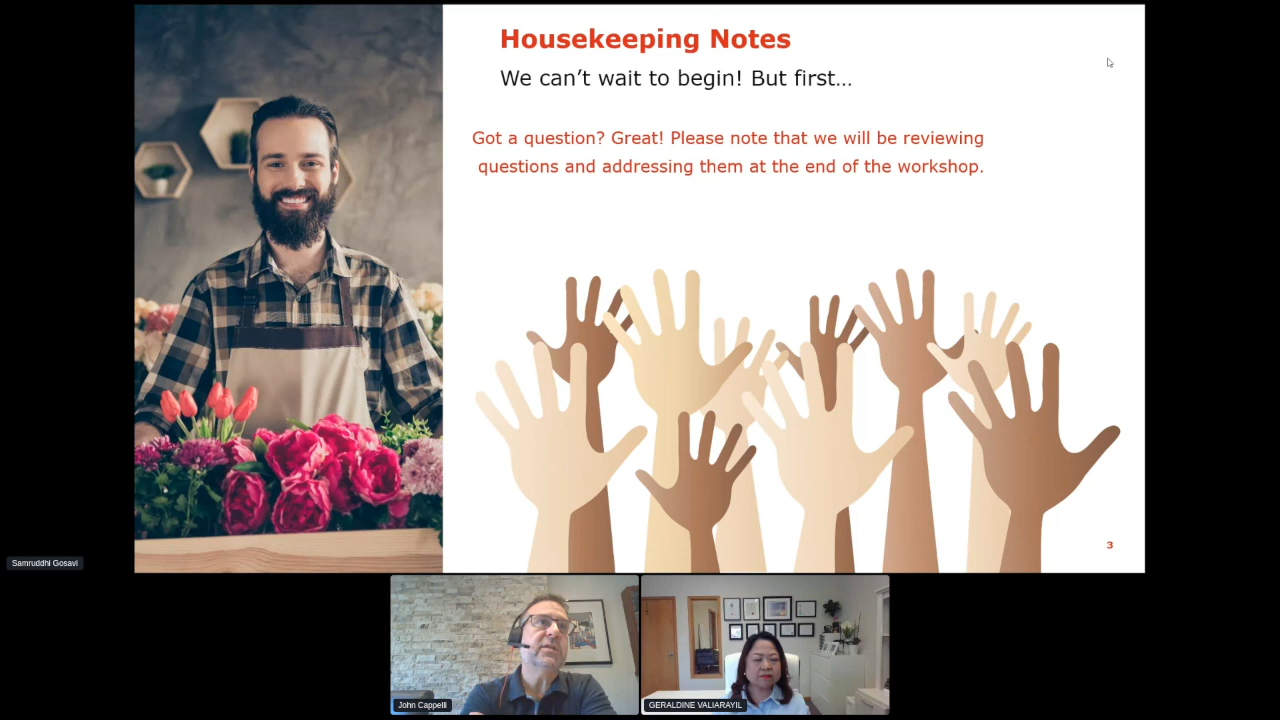 Housekeeping Notes
We can’t wait to begin! But first…
Got a question? Great! Please note that we will be reviewing
questions and addressing them at the end of the workshop.
3
Samruddhi Gosavi
John Cappelli
GERALDINE VALIARAYIL